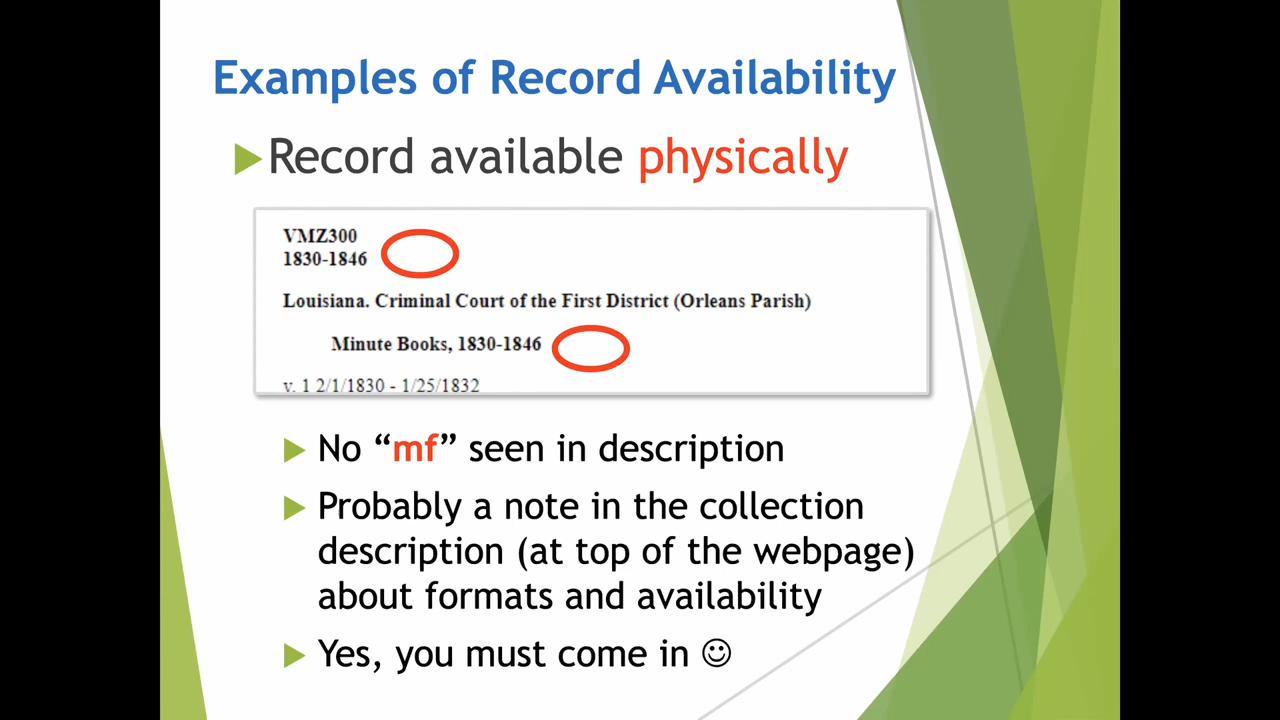 Examples of Record Availability
Record available physically
VMZ300
1830-1846
Louisiana. Criminal Court of the First District (Orleans Parish)
Minute Books, 1830-1846
v. 1 2/1/1830 - 1/25/1832
No “mf” seen in description
Probably a note in the collection
description (at top of the webpage)
about formats and availability
Yes, you must come in ☺